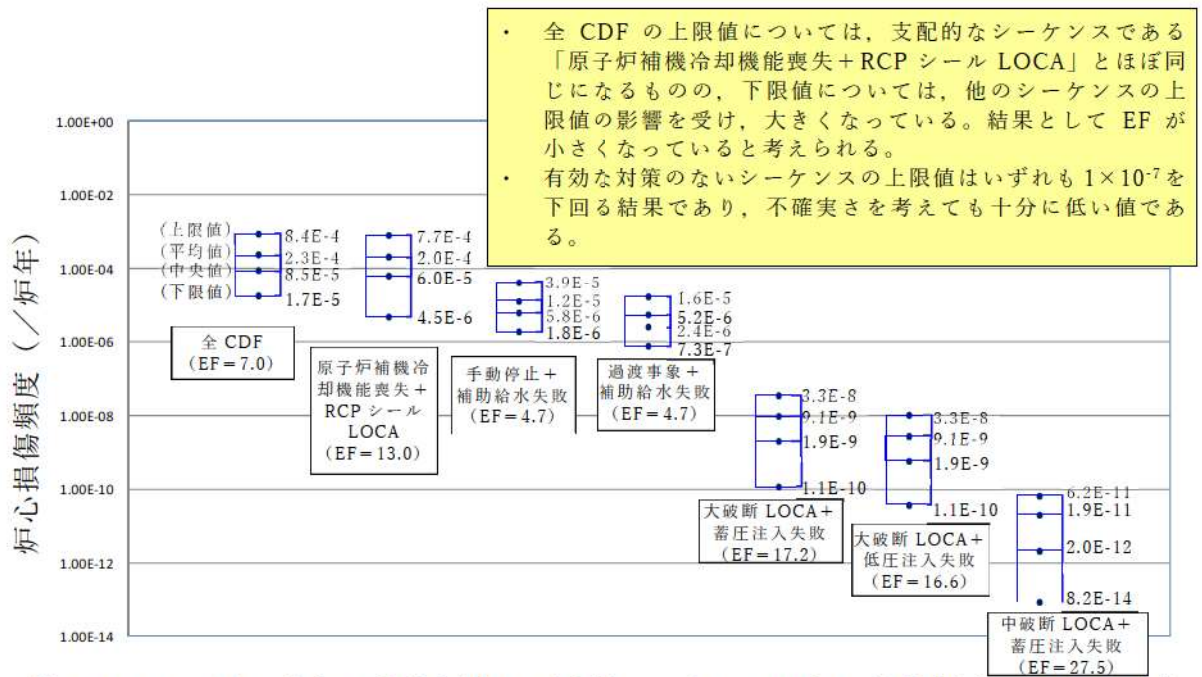 ・ 全 CDF の上限値については，支配的なシーケンスである
「原子炉補機冷却機能喪失＋RCP シール LOCA」とほぼ同
じになるものの，下限値については，他のシーケンスの上
限値の影響を受け，大きくなっている。結果として EF が
小さくなっていると考えられる。
・ 有効な対策のないシーケンスの上限値はいずれも 1×10⁻⁷を
下回る結果であり，不確実さを考えても十分に低い値であ
る。
炉心損傷頻度（／炉年）
1.00E+00
1.00E-02
1.00E-04
1.00E-06
1.00E-08
1.00E-10
1.00E-12
1.00E-14
(上限値)
(平均値)
(中央値)
(下限値)
8.4E-4
2.3E-4
8.5E-5
1.7E-5
全 CDF
（EF＝7.0）
7.7E-4
2.0E-4
6.0E-5
4.5E-6
原子炉補機冷
却機能喪失＋
RCP シール
LOCA
（EF＝13.0）
3.9E-5
1.2E-5
5.8E-6
1.8E-6
手動停止＋
補助給水失敗
（EF＝4.7）
1.6E-5
5.2E-6
2.4E-6
7.3E-7
過渡事象＋
補助給水失敗
（EF＝4.7）
3.3E-8
9.1E-9
1.9E-9
1.1E-10
大破断 LOCA＋
蓄圧注入失敗
（EF＝17.2）
3.3E-8
9.1E-9
1.9E-9
1.1E-10
大破断 LOCA＋
低圧注入失敗
（EF＝16.6）
6.2E-11
1.9E-11
2.0E-12
8.2E-14
中破断 LOCA＋
蓄圧注入失敗
（EF＝27.5）